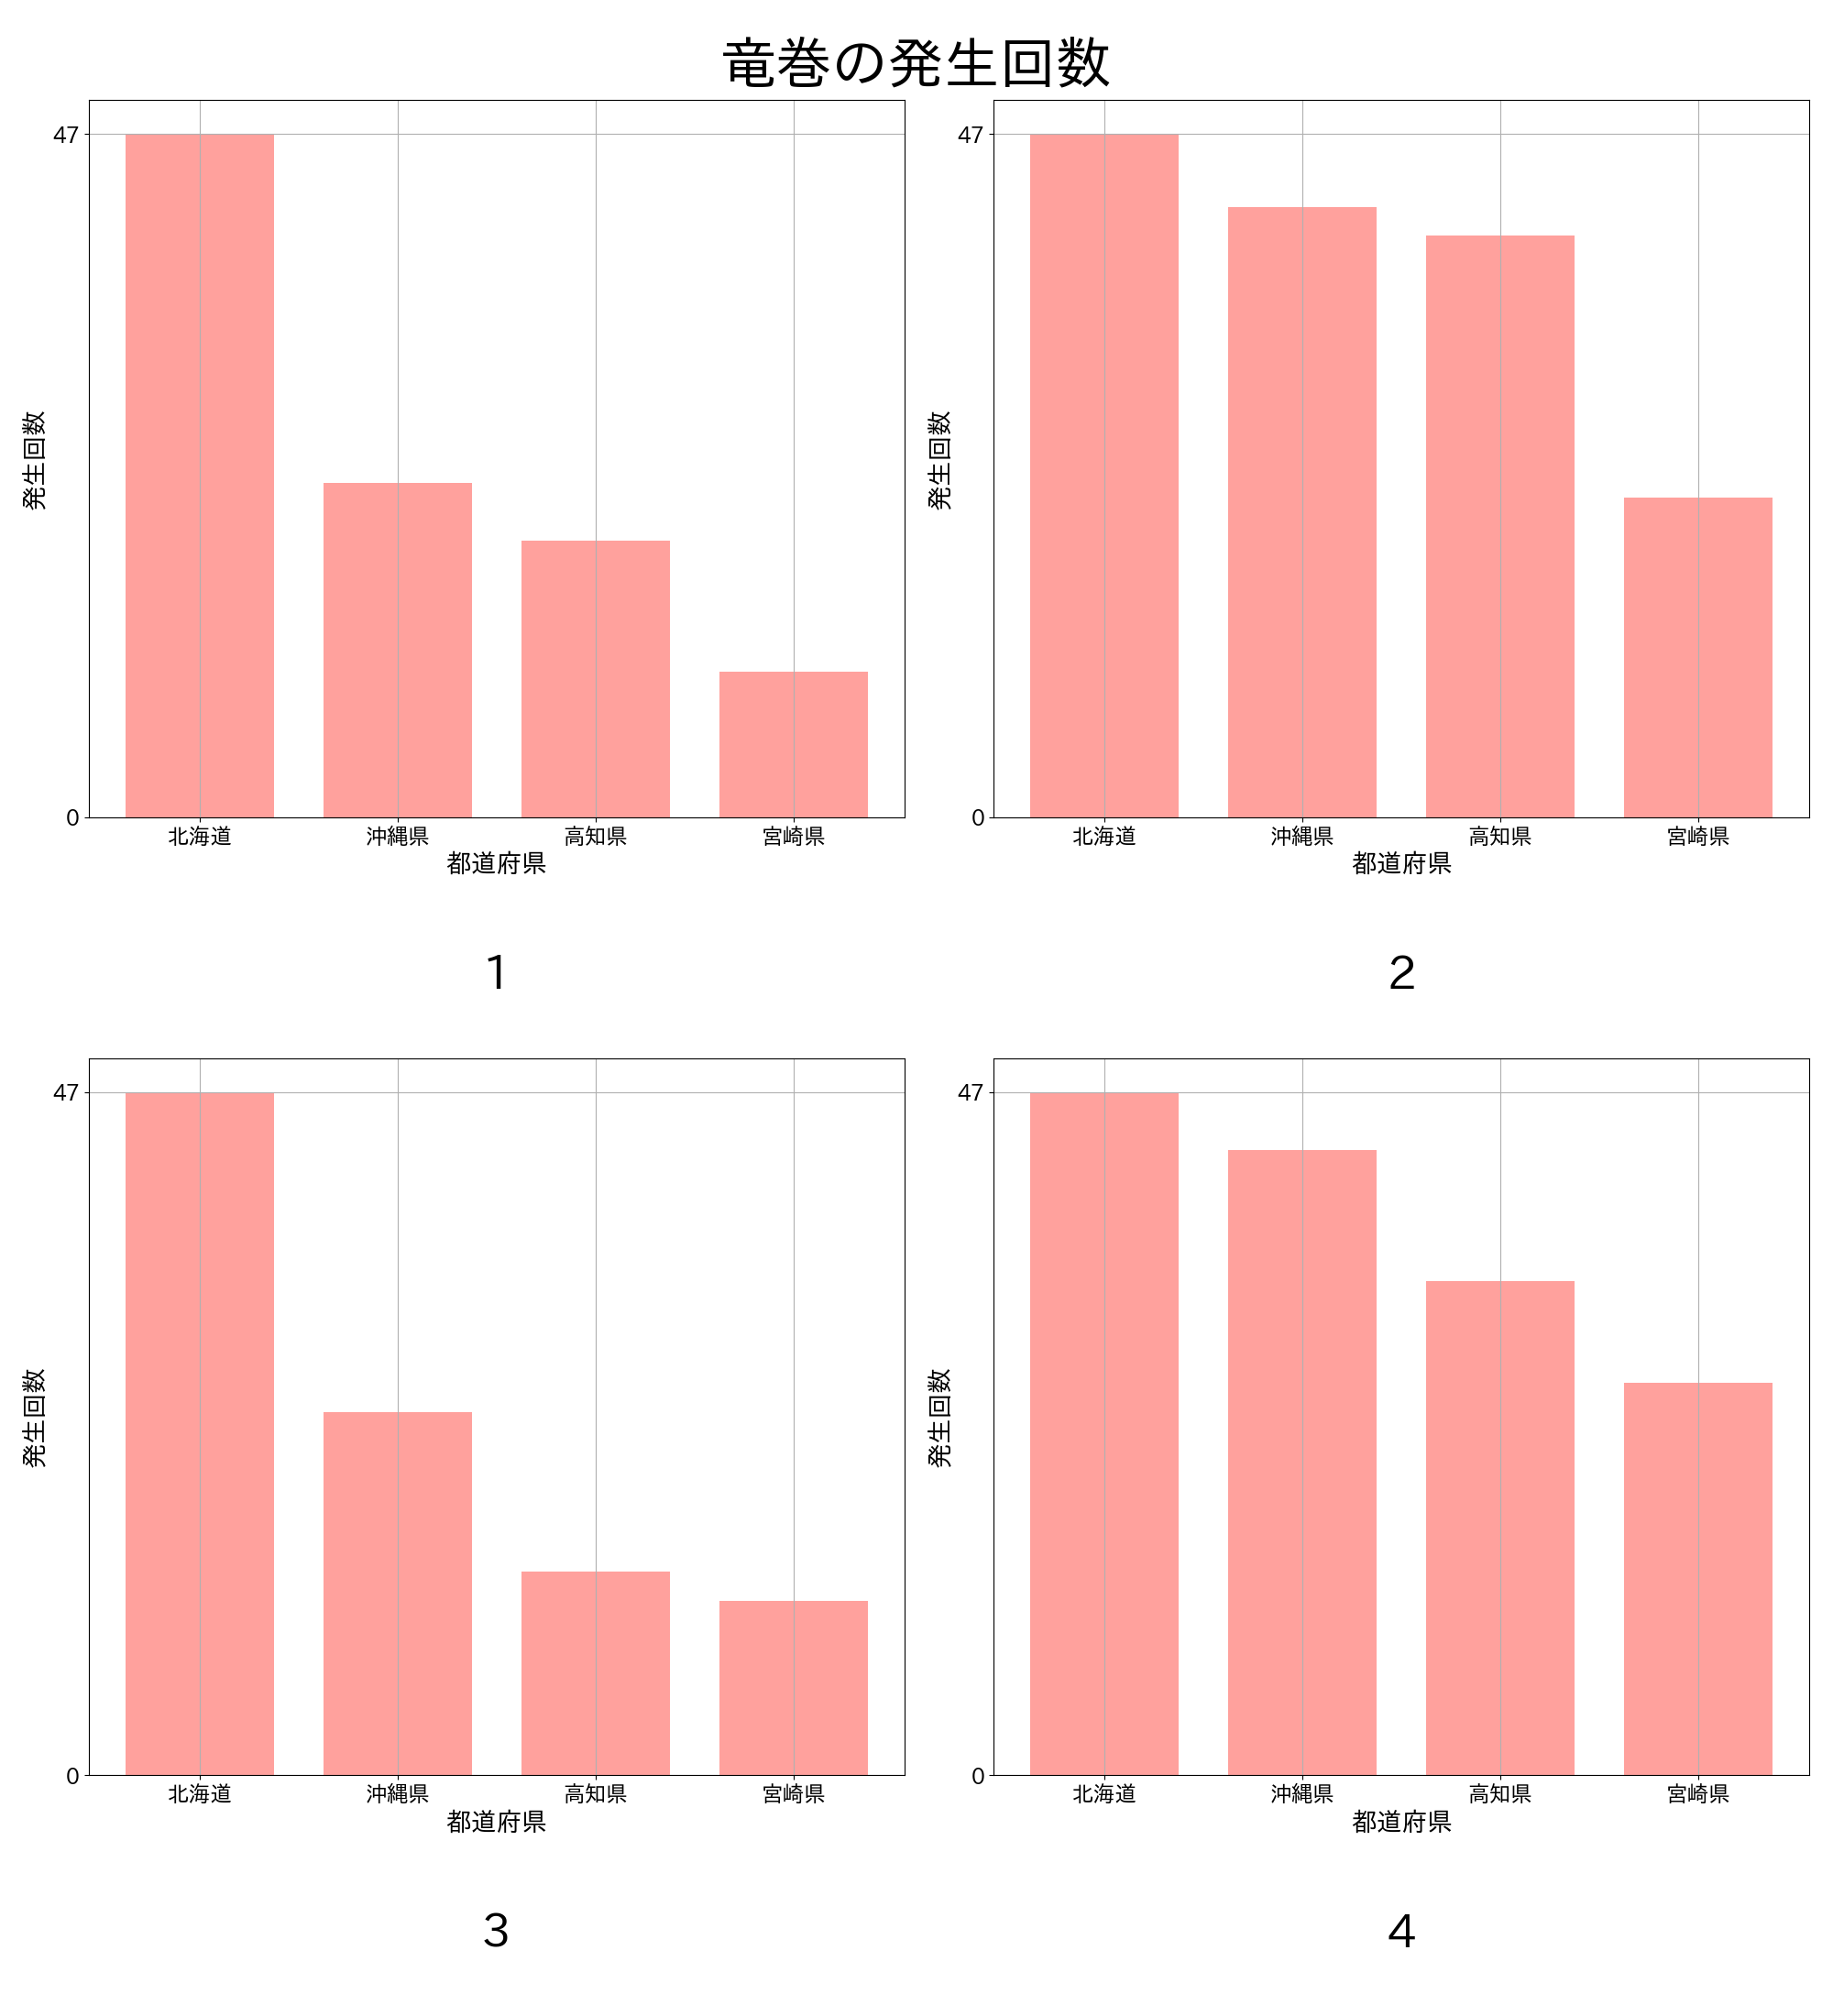 竜巻の発生回数
47
0
発生回数
北海道 沖縄県 高知県 宮崎県
都道府県
1
47
0
発生回数
北海道 沖縄県 高知県 宮崎県
都道府県
2
47
0
発生回数
北海道 沖縄県 高知県 宮崎県
都道府県
3
47
0
発生回数
北海道 沖縄県 高知県 宮崎県
都道府県
4